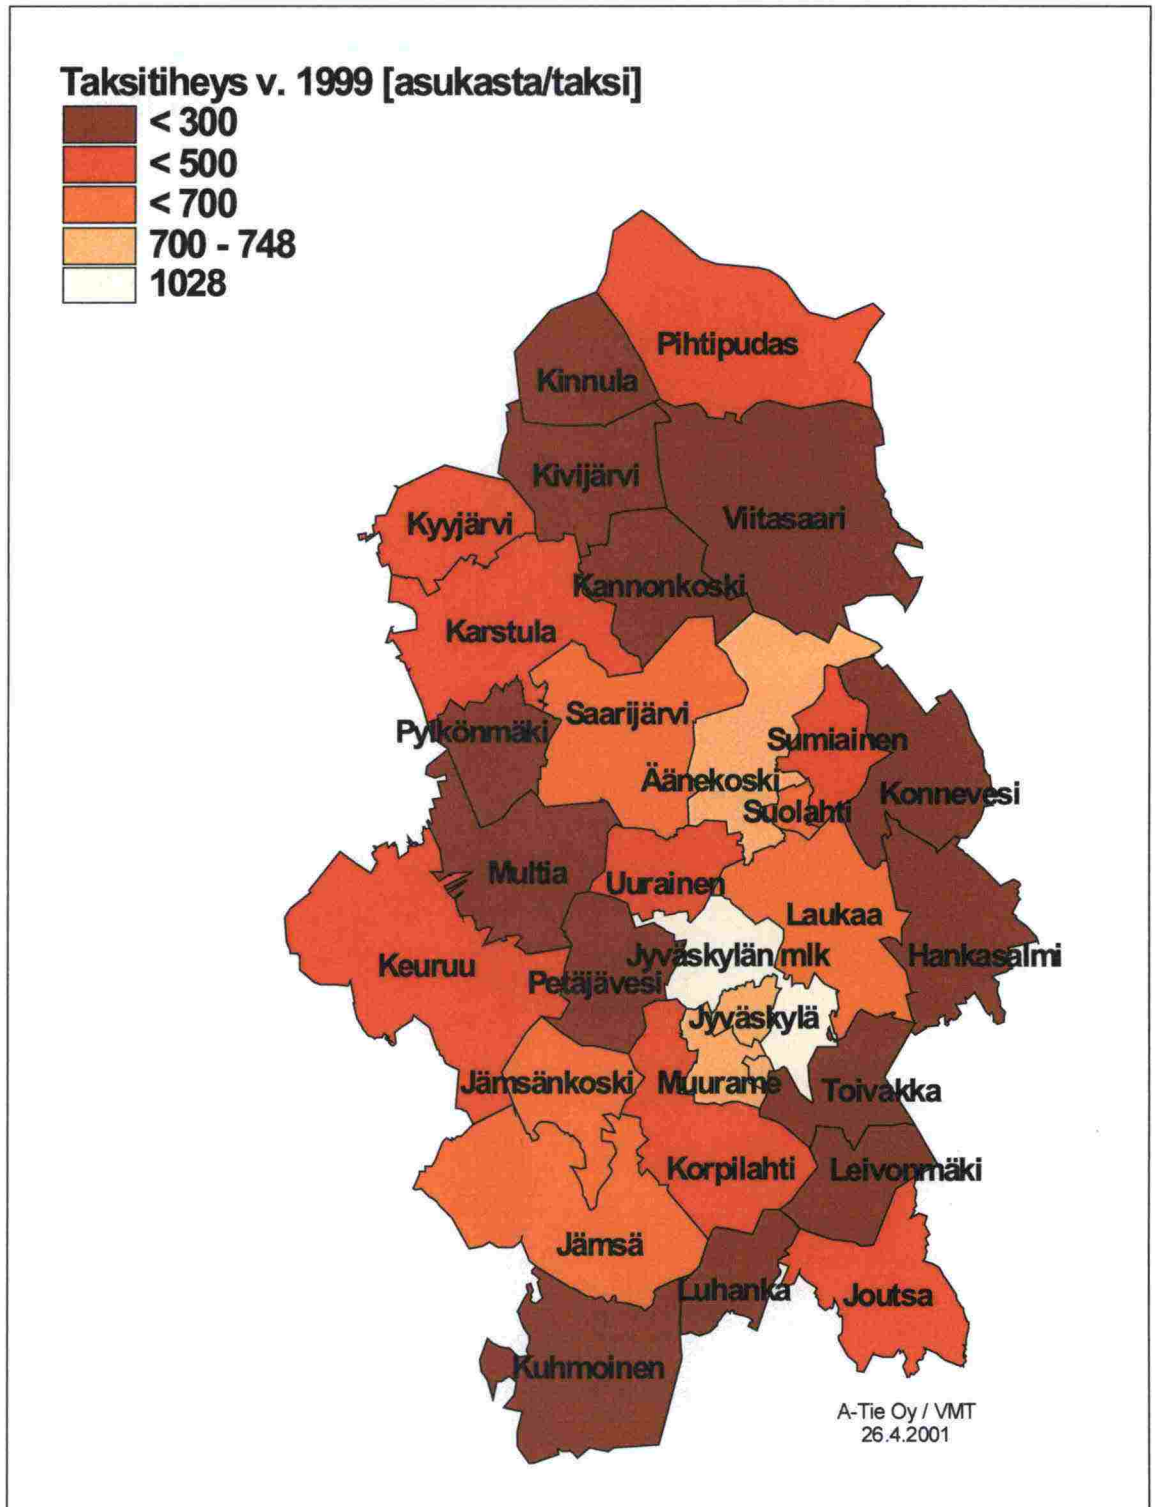 Taksitiheys v. 1999 [asukasta/taksi]
< 300
< 500
< 700
700 - 748
1028
Pihtipudas
Kinnula
Kivijärvi
Viitasaari
Kyyjärvi
Kannonkoski
Karstula
Saarijärvi
Pylkönmäki
Sumiainen
Äänekoski
Konnevesi
Suolahti
Multia
Uurainen
Laukaa
Jyväskylän mlk
Hankasalmi
Keuruu
Petäjävesi
Jyväskylä
Jämsänkoski
Muurame
Toivakka
Korpilahti
Leivonmäki
Jämsä
Luhanka
Joutsa
Kuhmoinen
A-Tie Oy / VMT
26.4.2001